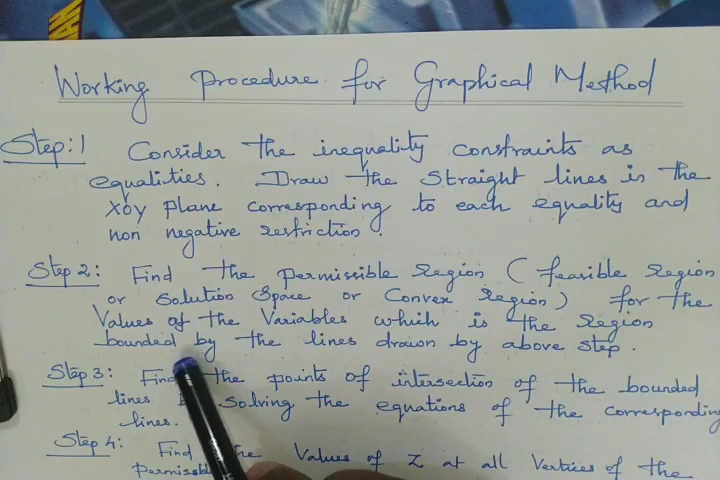 Working Procedure for Graphical Method
Step:1 Consider the inequality constraints as
equalities. Draw the straight lines in the
xoy plane corresponding to each equality and
non negative restriction.
Step 2: Find the permissible region (feasible region
or solution space or convex region) for the
values of the variables which is the region
bounded by the lines drawn by above step.
Step 3: Find the points of intersection of the bounded
lines solving the equations of the corresponding
lines.
Step 4: Find the values of Z at all vertices of the